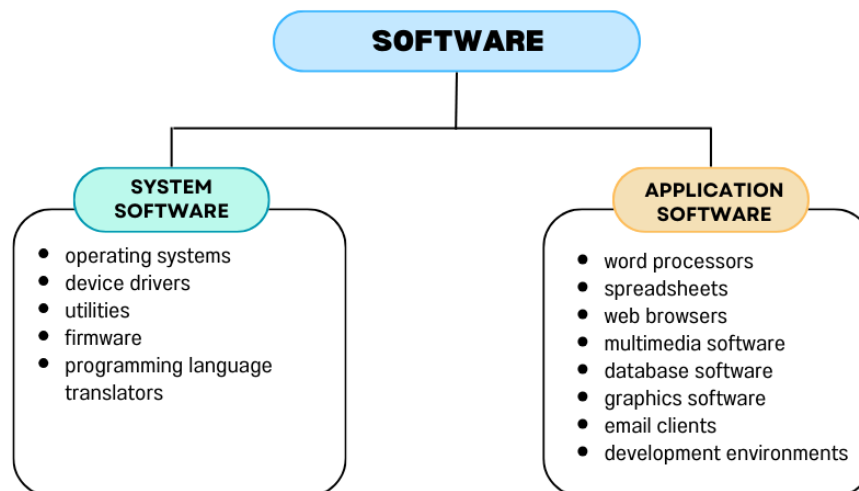 SOFTWARE
SYSTEM
SOFTWARE
operating systems
device drivers
utilities
firmware
programming language
translators
APPLICATION
SOFTWARE
word processors
spreadsheets
web browsers
multimedia software
database software
graphics software
email clients
development environments